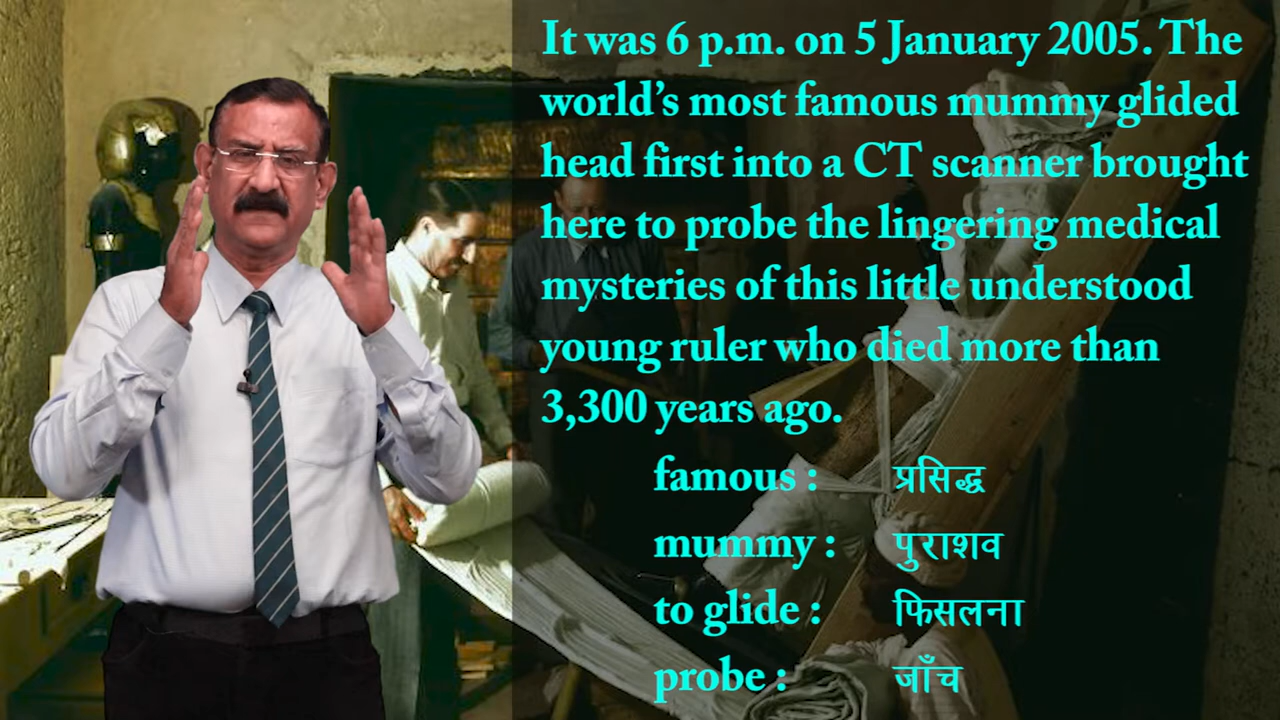 It was 6 p.m. on 5 January 2005. The
world’s most famous mummy glided
head first into a CT scanner brought
here to probe the lingering medical
mysteries of this little understood
young ruler who died more than
3,300 years ago.
famous : प्रसिद्ध
mummy : पुराशव
to glide : फिसलना
probe : जाँच